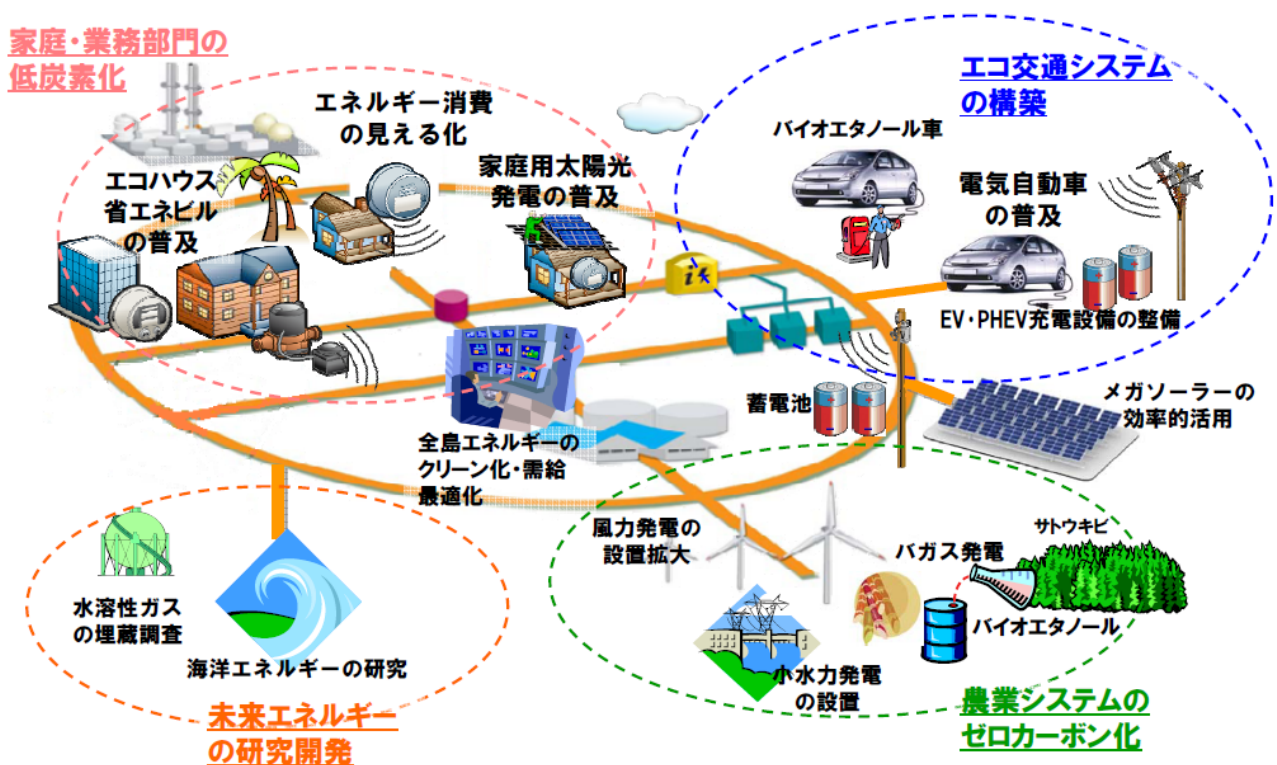 家庭・業務部門の
低炭素化
エネルギー消費
の見える化
エコハウス
省エネビル
の普及
家庭用太陽光
発電の普及
エコ交通システム
の構築
バイオエタノール車
電気自動車
の普及
EV・PHEV充電設備の整備
メガソーラーの
効率的活用
蓄電池
全島エネルギーの
クリーン化・需給
最適化
風力発電の
設置拡大
サトウキビ
バガス発電
バイオエタノール
小水力発電
の設置
農業システムの
ゼロカーボン化
水溶性ガス
の埋蔵調査
海洋エネルギーの研究
未来エネルギー
の研究開発